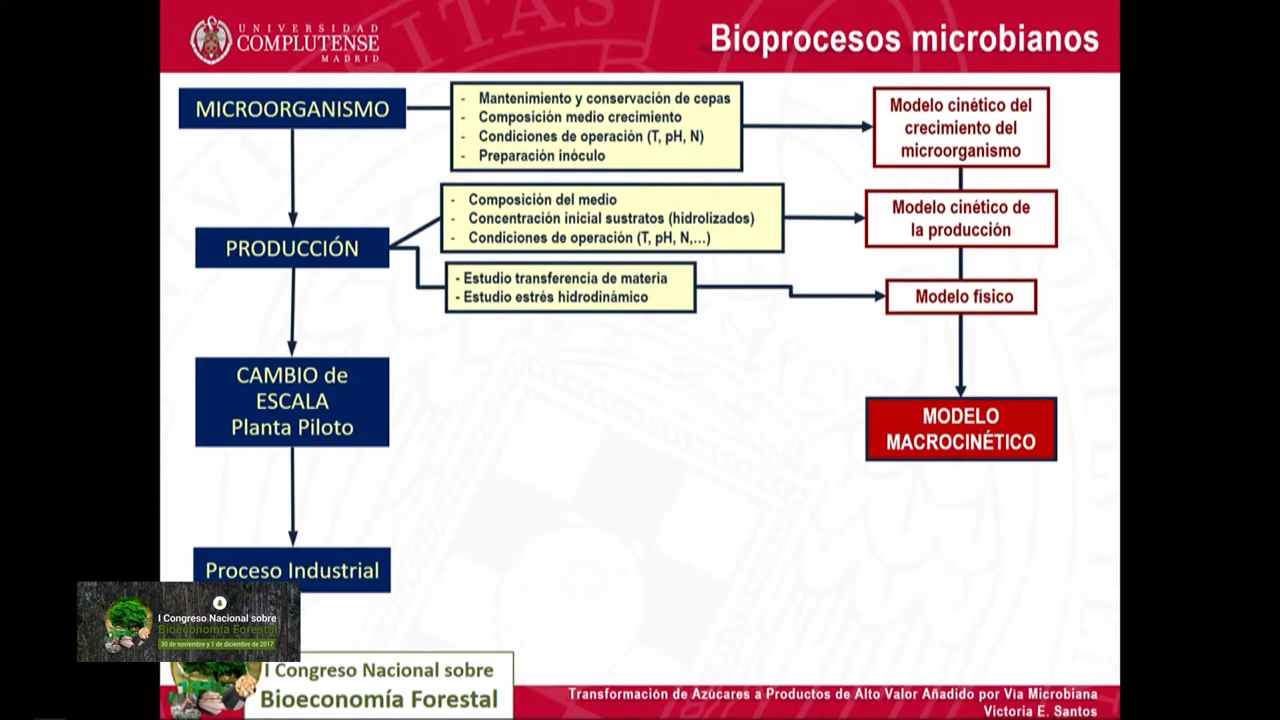 UNIVERSIDAD
COMPLUTENSE
MADRID
Bioprocesos microbianos
MICROORGANISMO
- Mantenimiento y conservación de cepas
- Composición medio crecimiento
- Condiciones de operación (T, pH, N)
- Preparación inóculo
Modelo cinético del
crecimiento del
microorganismo
PRODUCCIÓN
- Composición del medio
- Concentración inicial sustratos (hidrolizados)
- Condiciones de operación (T, pH, N,...)
Modelo cinético de
la producción
- Estudio transferencia de materia
- Estudio estrés hidrodinámico
Modelo físico
CAMBIO de
ESCALA
Planta Piloto
MODELO
MACROCINÉTICO
Proceso Industrial
I Congreso Nacional sobre
Bioeconomía Forestal
30 de noviembre y 1 de diciembre de 2017
I Congreso Nacional sobre
Bioeconomía Forestal
Transformación de Azúcares a Productos de Alto Valor Añadido por Vía Microbiana
Victoria E. Santos